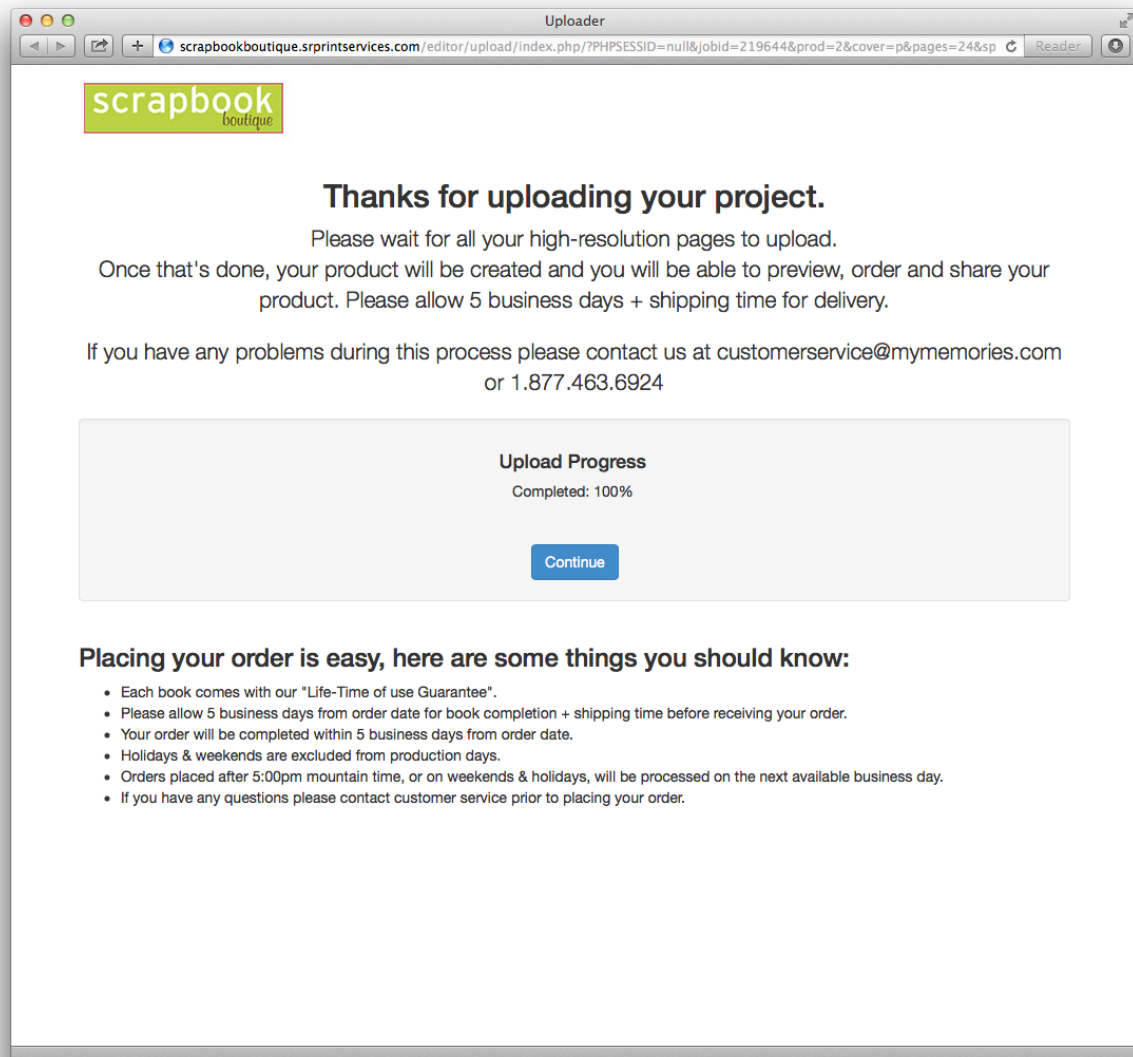 Uploader
scrapbookboutique.srprintservices.com/editor/upload/index.php/?PHPSESSID=null&jobid=219644&prod=2&cover=p&pages=24&sp
Reader
scrapbook
boutique
Thanks for uploading your project.
Please wait for all your high-resolution pages to upload.
Once that's done, your product will be created and you will be able to preview, order and share your
product. Please allow 5 business days + shipping time for delivery.
If you have any problems during this process please contact us at customerservice@mymemories.com
or 1.877.463.6924
Upload Progress
Completed: 100%
Continue
Placing your order is easy, here are some things you should know:
• Each book comes with our "Life-Time of use Guarantee".
• Please allow 5 business days from order date for book completion + shipping time before receiving your order.
• Your order will be completed within 5 business days from order date.
• Holidays & weekends are excluded from production days.
• Orders placed after 5:00pm mountain time, or on weekends & holidays, will be processed on the next available business day.
• If you have any questions please contact customer service prior to placing your order.